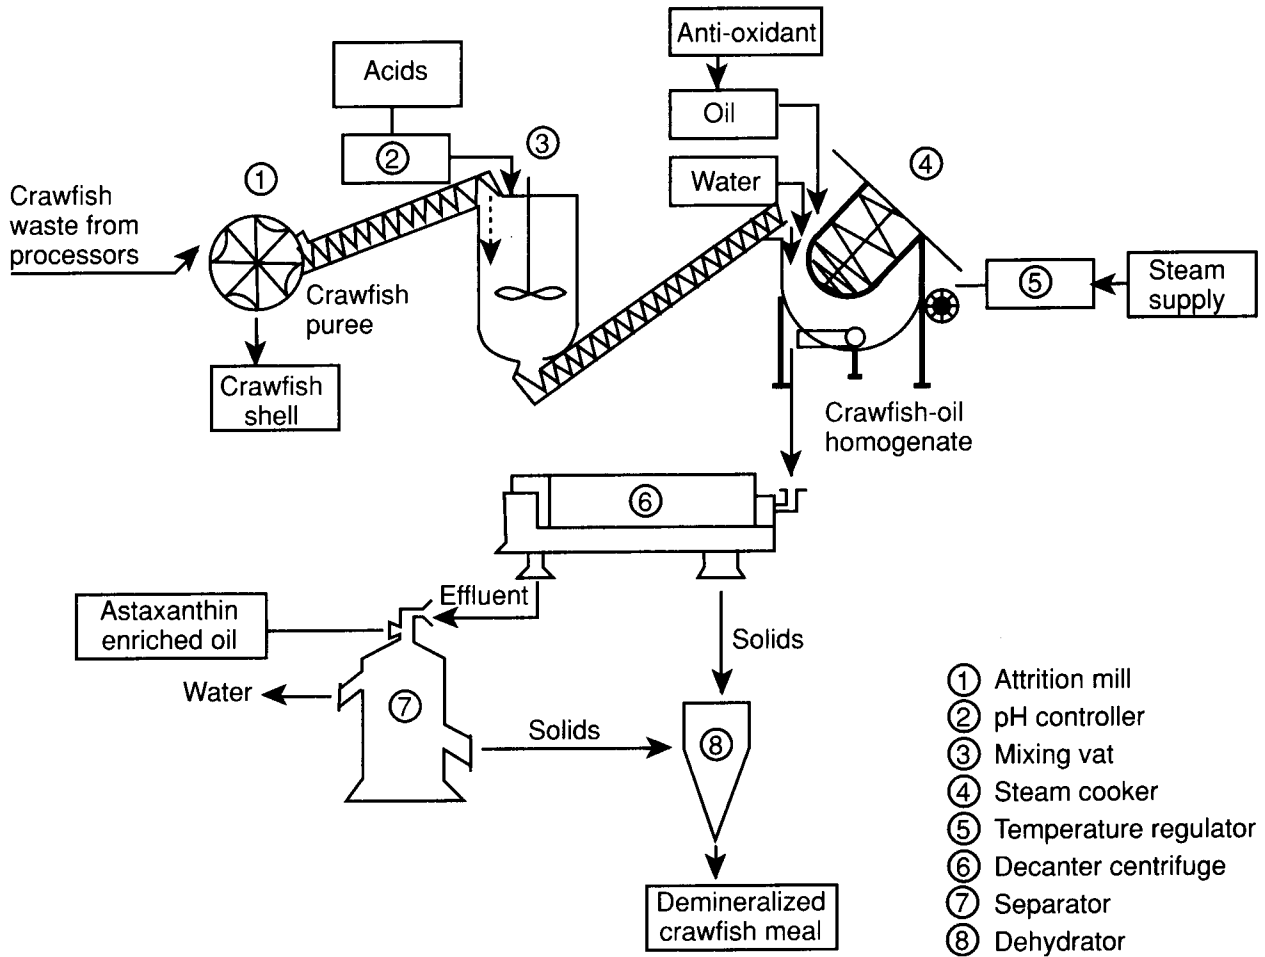 Anti-oxidant
Acids
Oil
③
②
④
①
Water
Crawfish
waste from
processors
Steam
supply
⑤
Crawfish
puree
Crawfish
shell
Crawfish-oil
homogenate
⑥
Effluent
Astaxanthin
enriched oil
Solids
Water
⑦
Solids
⑧
Demineralized
crawfish meal
① Attrition mill
② pH controller
③ Mixing vat
④ Steam cooker
⑤ Temperature regulator
⑥ Decanter centrifuge
⑦ Separator
⑧ Dehydrator